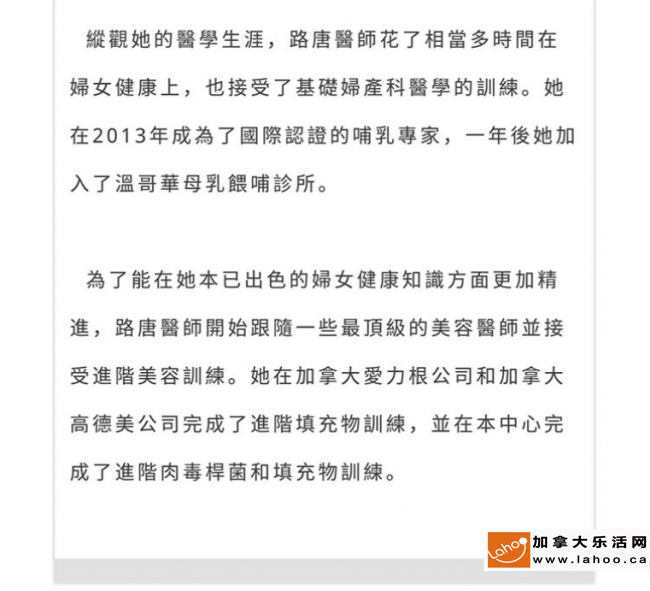 縱觀她的醫學生涯，路唐醫師花了相當多時間在
婦女健康上，也接受了基礎婦產科醫學的訓練。她
在2013年成為了國際認證的哺乳專家，一年後她加
入了溫哥華母乳餵哺診所。
為了能在她本已出色的婦女健康知識方面更加精
進，路唐醫師開始跟隨一些最頂級的美容醫師並接
受進階美容訓練。她在加拿大愛力根公司和加拿大
高德美公司完成了進階填充物訓練，並在本中心完
成了進階肉毒桿菌和填充物訓練。
Lahoo
加拿大乐活网
www.lahoo.ca